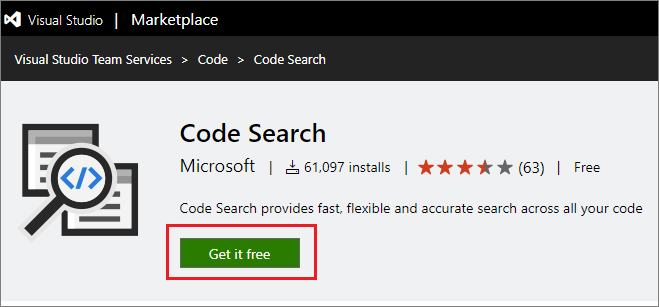 Visual Studio | Marketplace
Visual Studio Team Services > Code > Code Search
Code Search
Microsoft | 61,097 installs | (63) | Free
Code Search provides fast, flexible and accurate search across all your code
Get it free